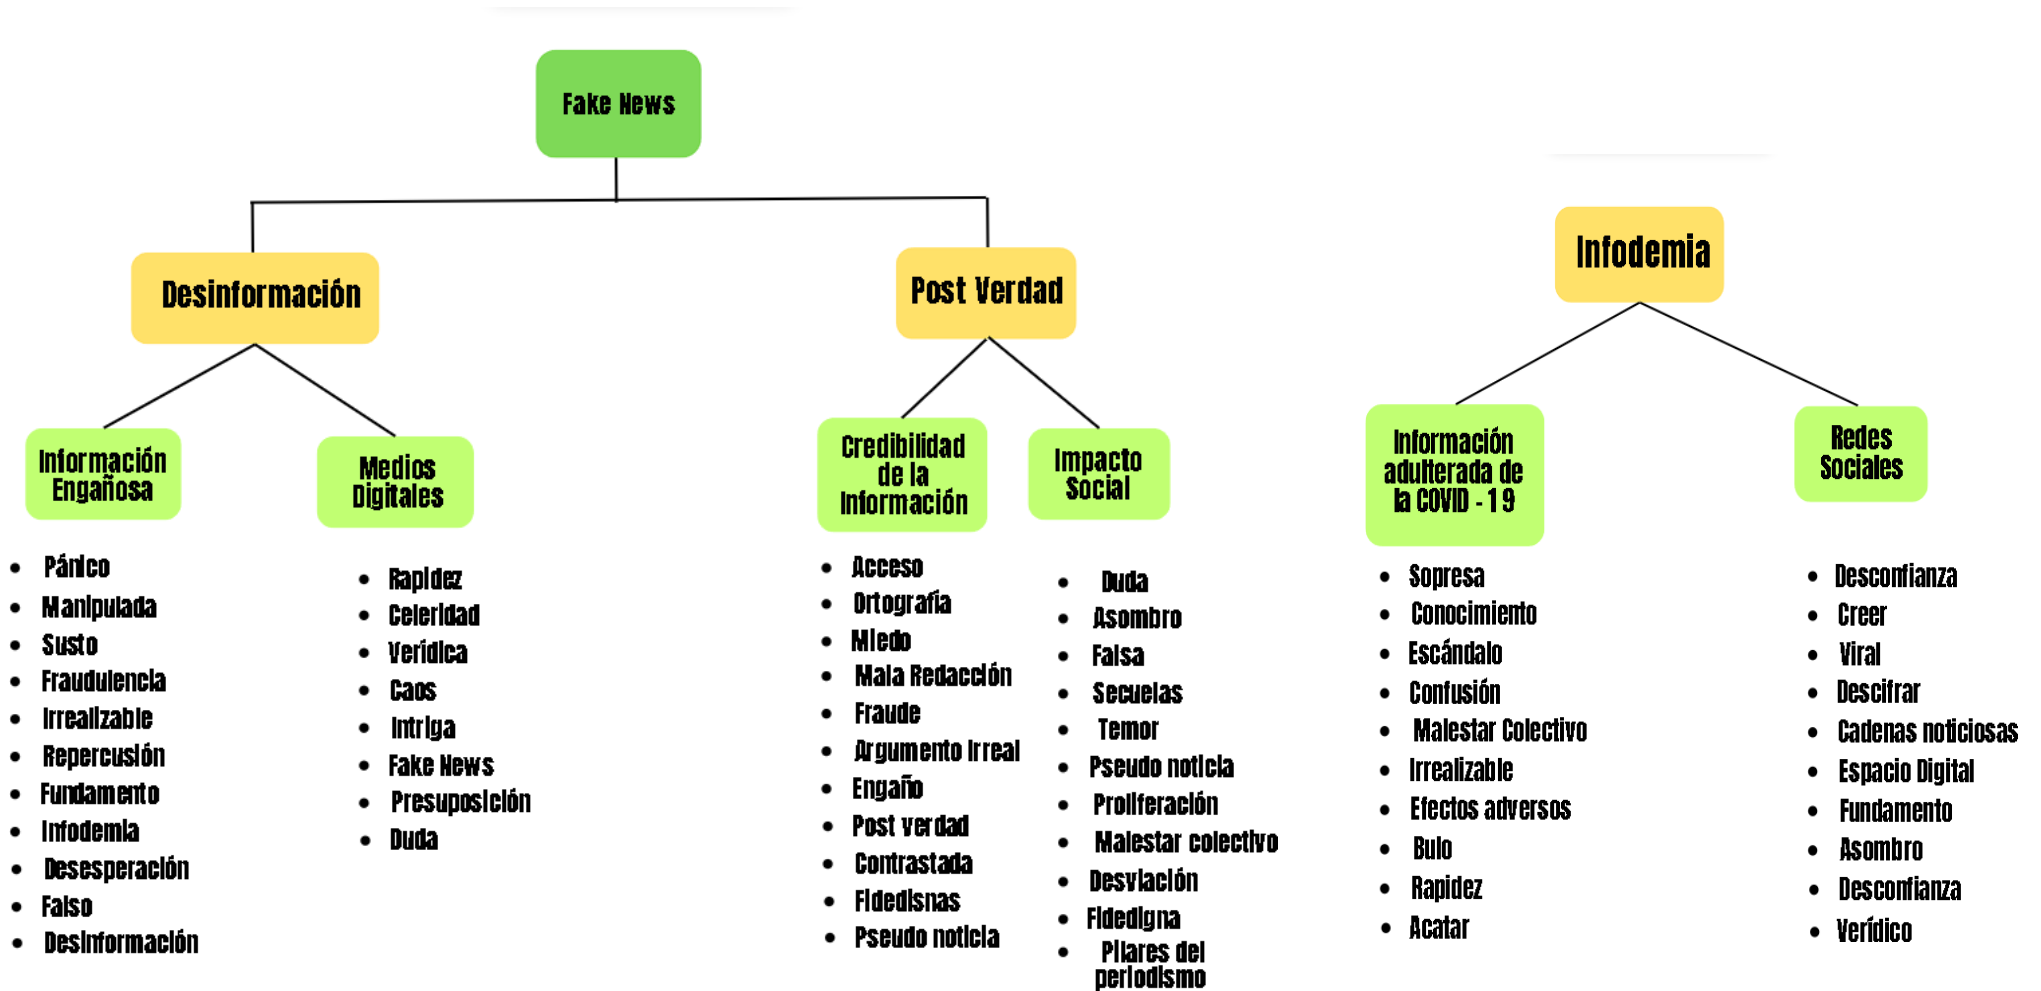 Fake News
Desinformación
Información
Engañosa
Pánico
Manipulada
Susto
Fraudulencia
Irrealizable
Repercusión
Fundamento
Infodemia
Desesperación
Falso
Desinformación
Medios
Digitales
Rapidez
Celeridad
Verídica
Caos
Intriga
Fake News
Presuposición
Duda
Post Verdad
Credibilidad
de la
Información
Acceso
Ortografía
Miedo
Mala Redacción
Fraude
Argumento Irreal
Engaño
Post verdad
Contrastada
Fidedisnas
Pseudo noticia
Impacto
Social
Duda
Asombro
Falsa
Secuelas
Temor
Pseudo noticia
Proliferación
Malestar colectivo
Desviación
Fidedigna
Pilares del
periodismo
Infodemia
Información
adulterada de
la COVID - 19
Sopresa
Conocimiento
Escándalo
Confusión
Malestar Colectivo
Irrealizable
Efectos adversos
Bulo
Rapidez
Acatar
Redes
Sociales
Desconfianza
Creer
Viral
Descifrar
Cadenas noticiosas
Espacio Digital
Fundamento
Asombro
Desconfianza
Verídico